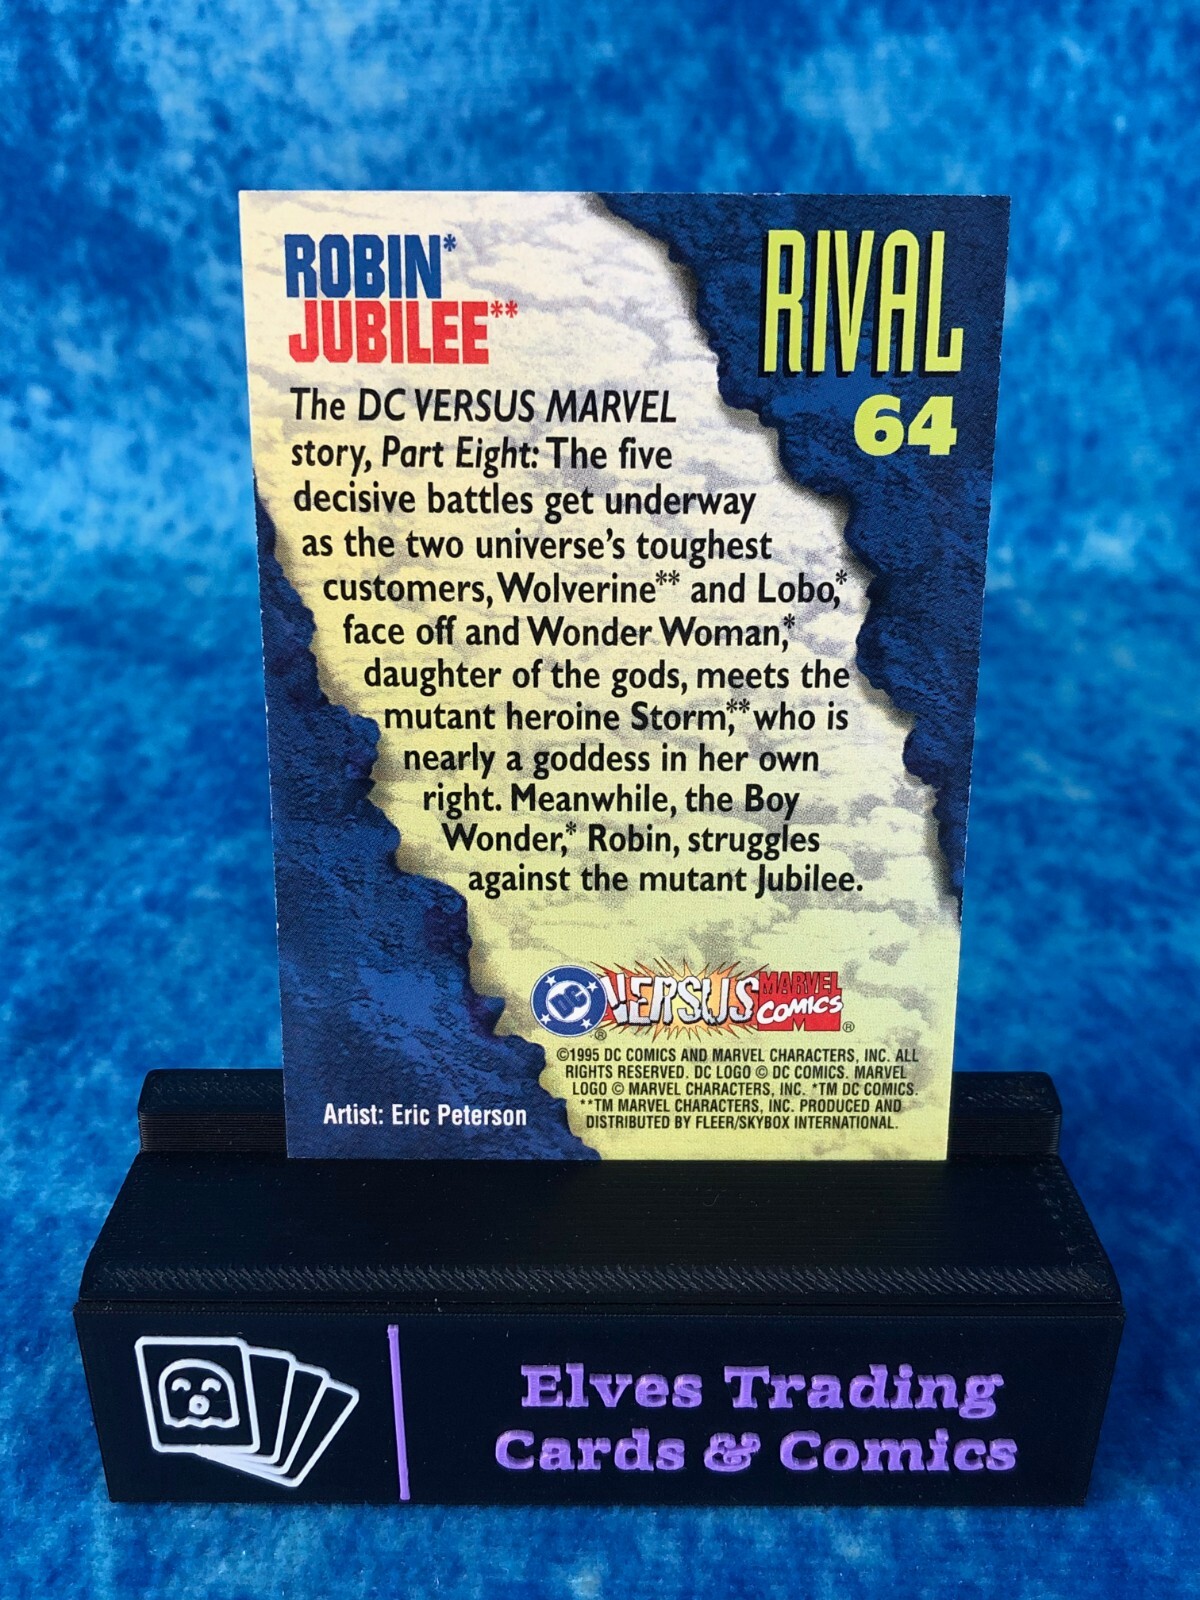 ROBIN*
JUBILEE**
RIVAL
64
The DC VERSUS MARVEL
story, Part Eight: The five
decisive battles get underway
as the two universe's toughest
customers, Wolverine** and Lobo,*
face off and Wonder Woman,*
daughter of the gods, meets the
mutant heroine Storm,** who is
nearly a goddess in her own
right. Meanwhile, the Boy
Wonder,* Robin, struggles
against the mutant Jubilee.
DC VERSUS MARVEL COMICS
Artist: Eric Peterson
©1995 DC COMICS AND MARVEL CHARACTERS, INC. ALL
RIGHTS RESERVED. DC LOGO © DC COMICS. MARVEL
LOGO © MARVEL CHARACTERS, INC. *TM DC COMICS.
**TM MARVEL CHARACTERS, INC. PRODUCED AND
DISTRIBUTED BY FLEER/SKYBOX INTERNATIONAL.
Elves Trading
Cards & Comics